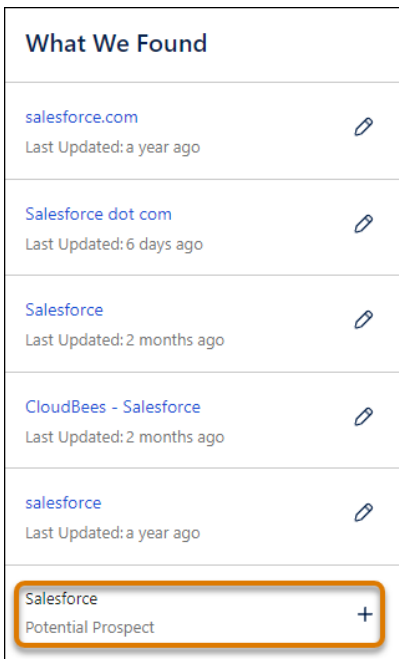 What We Found
salesforce.com
Last Updated: a year ago
Salesforce dot com
Last Updated: 6 days ago
Salesforce
Last Updated: 2 months ago
CloudBees - Salesforce
Last Updated: 2 months ago
salesforce
Last Updated: a year ago
Salesforce
Potential Prospect